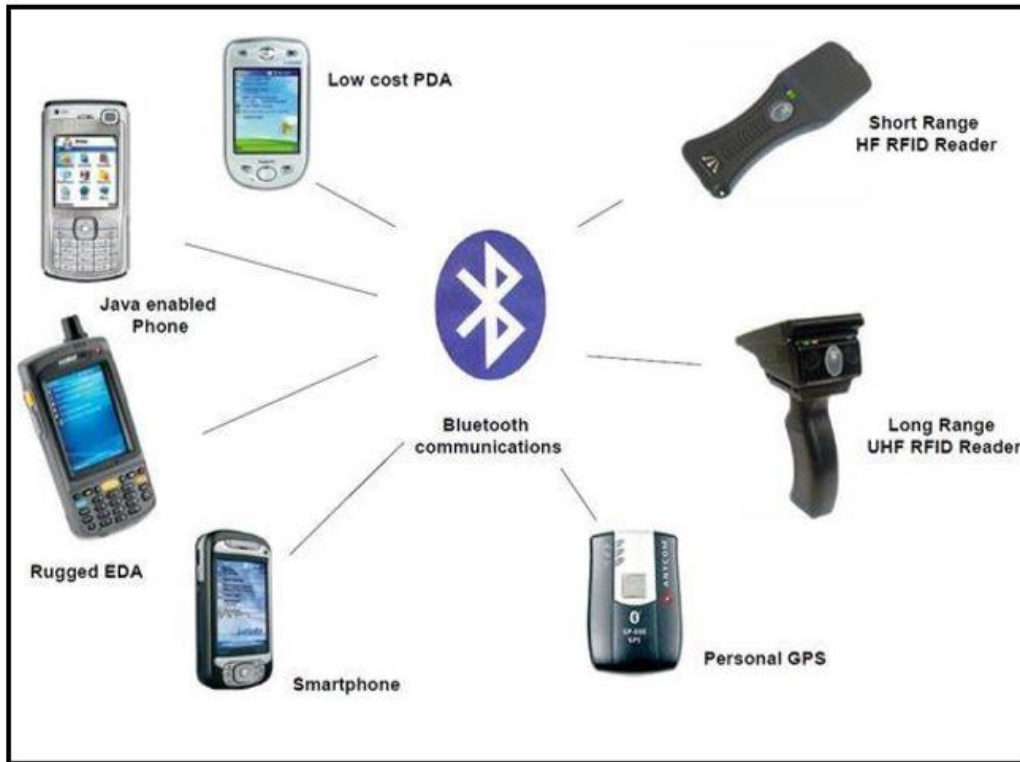 Low cost PDA
Short Range
HF RFID Reader
Java enabled
Phone
Bluetooth
communications
Long Range
UHF RFID Reader
Rugged EDA
ANYCOM
Smartphone
Personal GPS